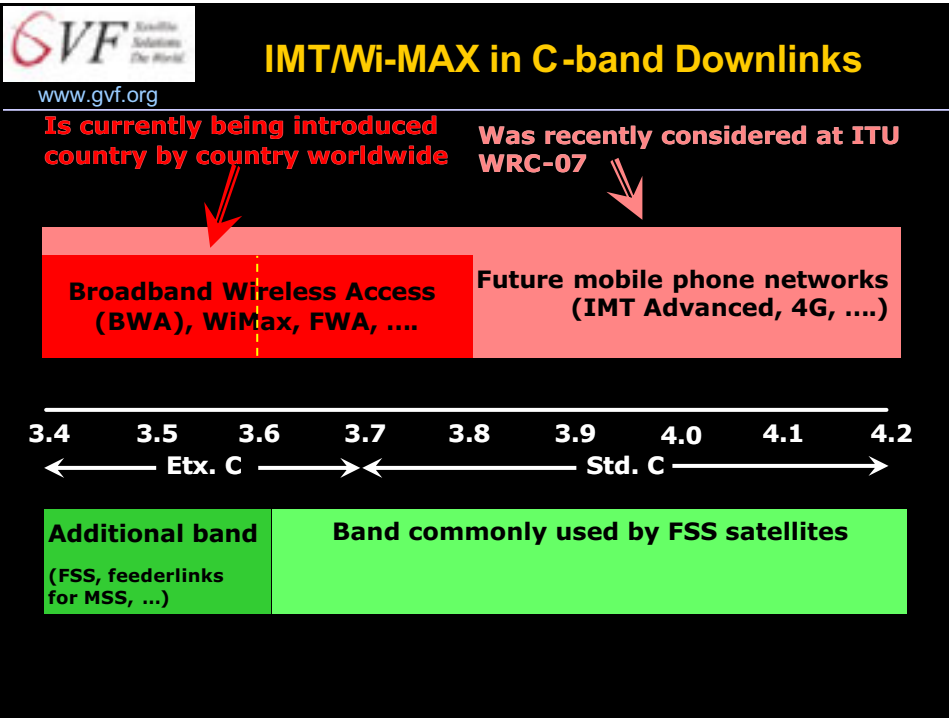 GVF Satellite
Solutions
The World.
IMT/Wi-MAX in C-band Downlinks
www.gvf.org
Is currently being introduced
country by country worldwide
Was recently considered at ITU
WRC-07
Broadband Wireless Access
(BWA), WiMax, FWA, ....
Future mobile phone networks
(IMT Advanced, 4G, ....)
3.4 3.5 3.6 3.7 3.8 3.9 4.0 4.1 4.2
Etx. C Std. C
Additional band
(FSS, feederlinks
for MSS, ...)
Band commonly used by FSS satellites